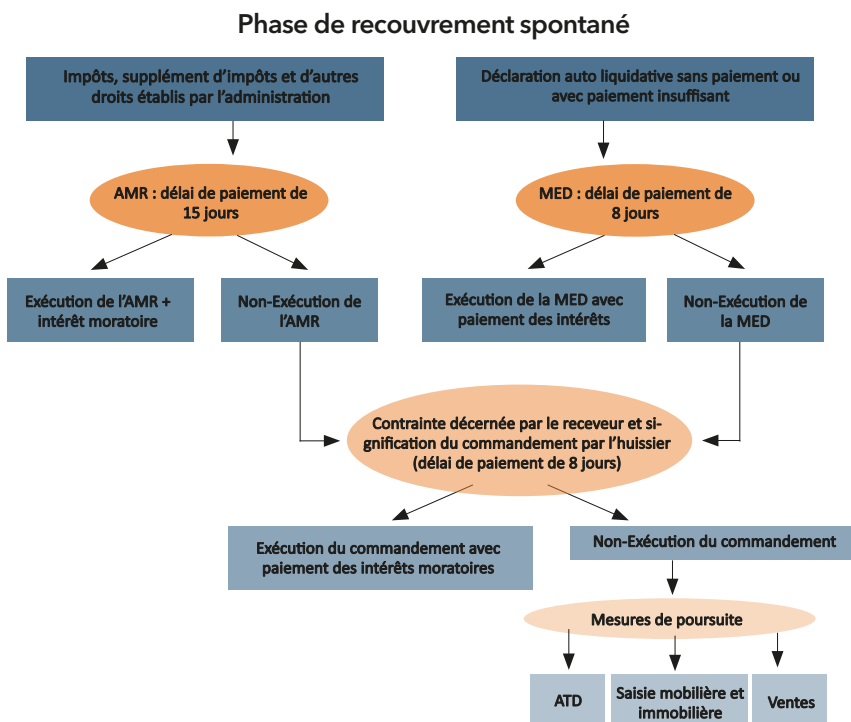 Phase de recouvrement spontané
Impôts, supplément d'impôts et d'autres
droits établis par l'administration
Déclaration auto liquidative sans paiement ou
avec paiement insuffisant
AMR : délai de paiement de
15 jours
MED : délai de paiement de
8 jours
Exécution de l'AMR +
intérêt moratoire
Non-Exécution de
l'AMR
Exécution de la MED avec
paiement des intérêts
Non-Exécution de
la MED
Contrainte décernée par le receveur et si-
gnification du commandement par l'huissier
(délai de paiement de 8 jours)
Exécution du commandement avec
paiement des intérêts moratoires
Non-Exécution du commandement
Mesures de poursuite
ATD
Saisie mobilière et
immobilière
Ventes